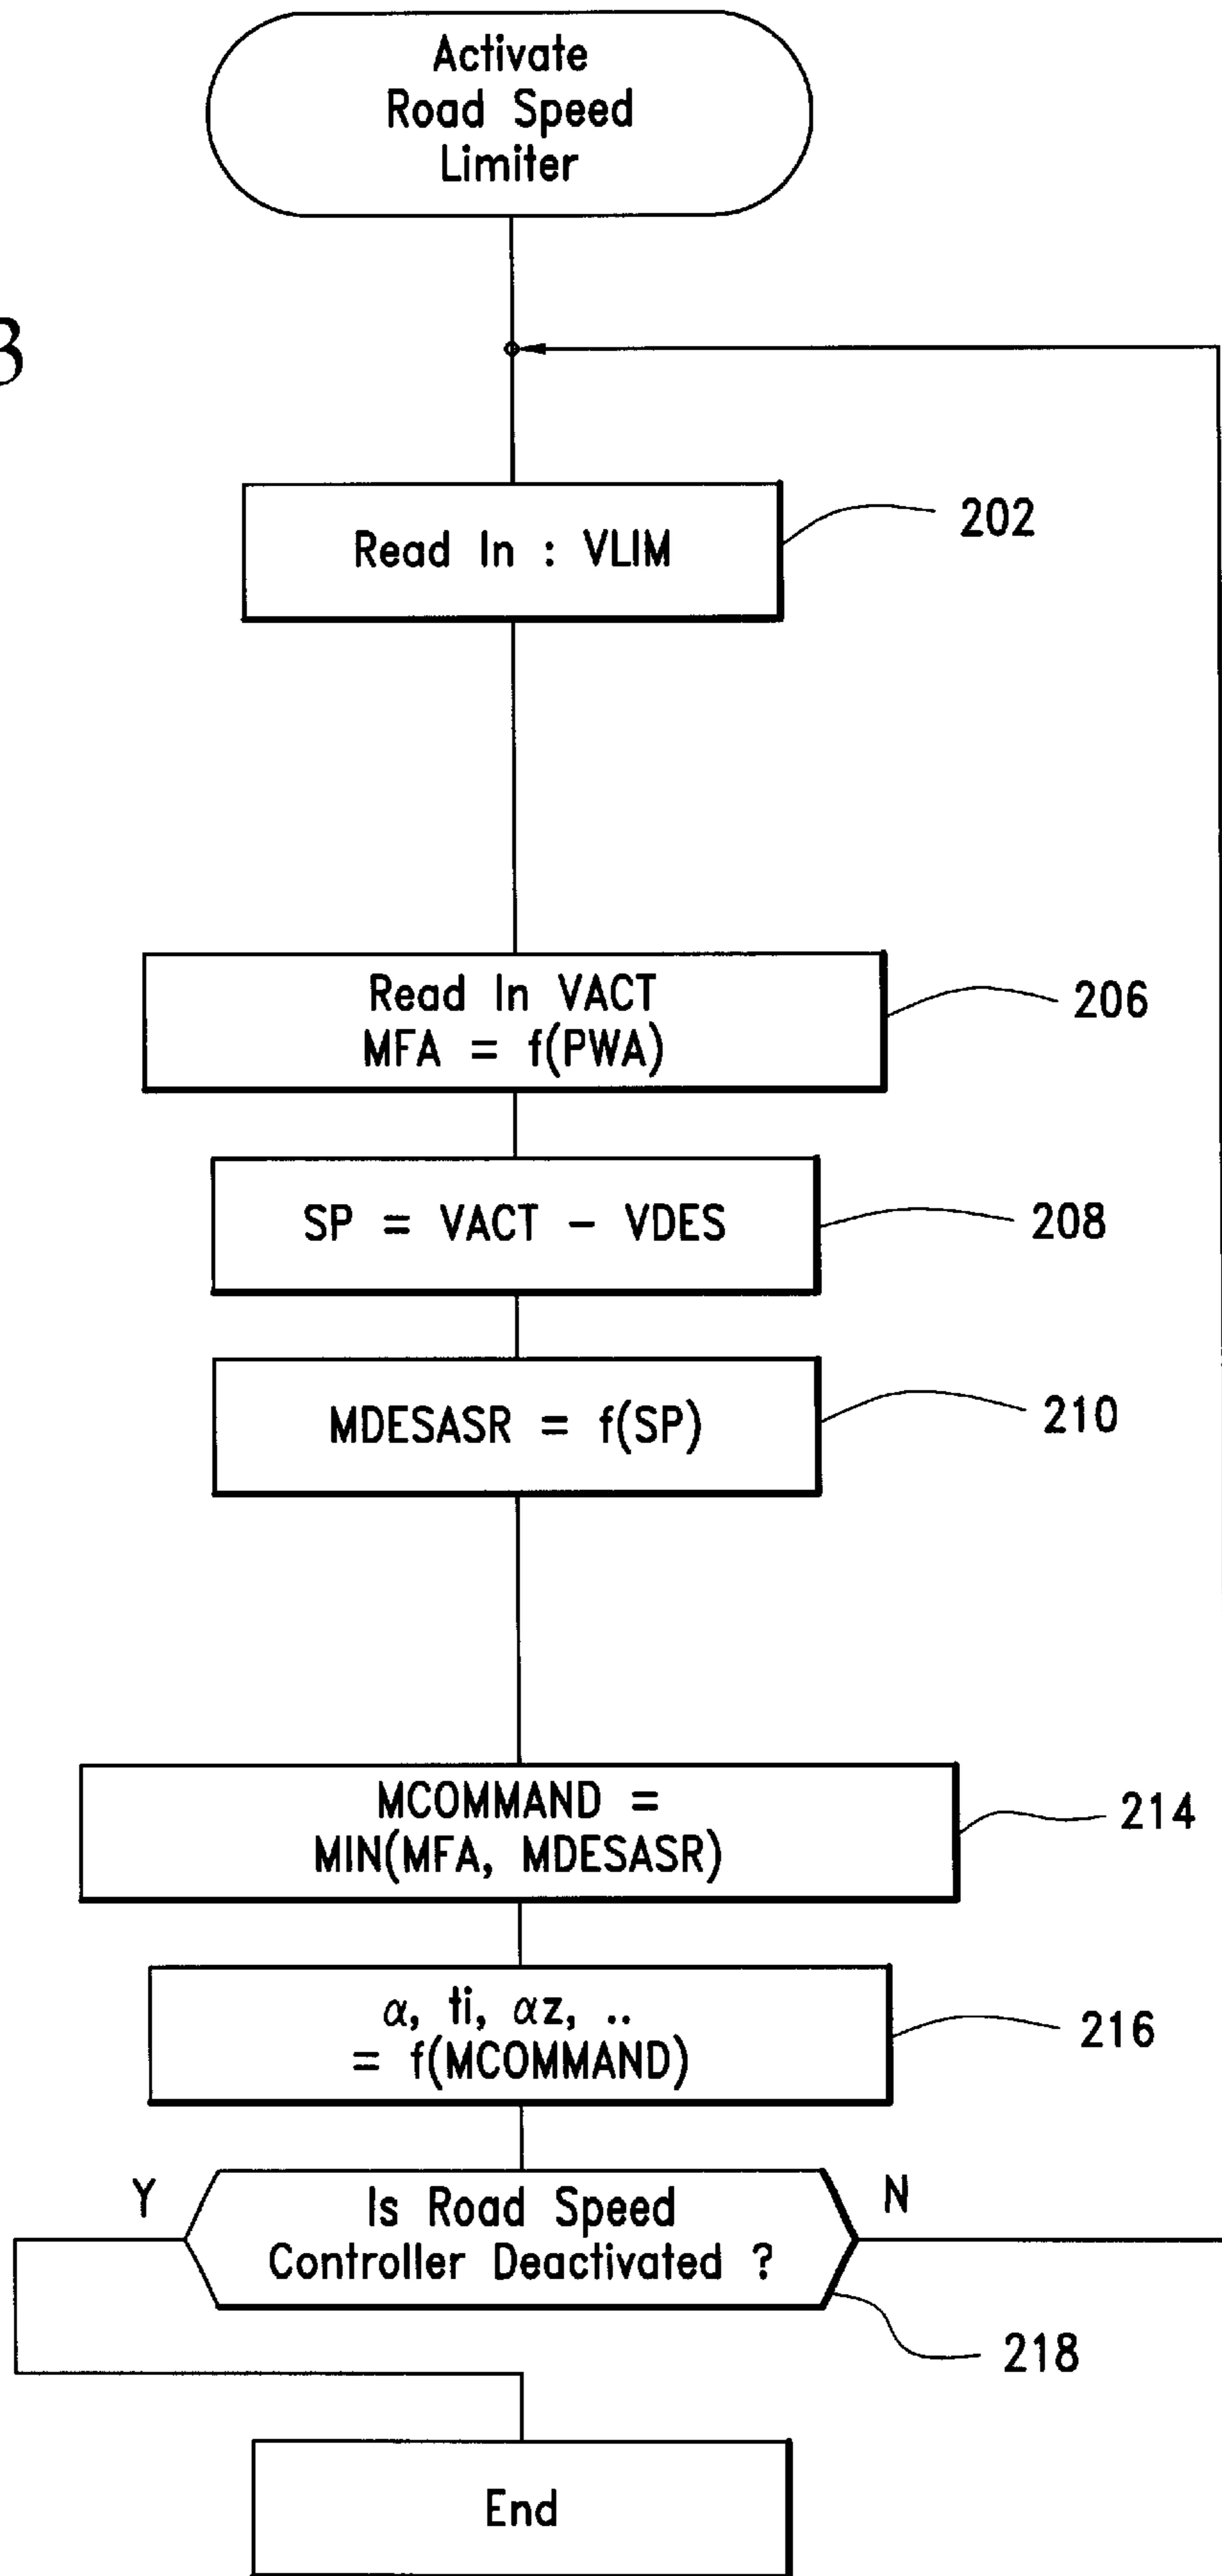 Activate
Road Speed
Limiter
3
Read In : VLIM
202
Read In VACT
MFA = f(PWA)
206
SP = VACT - VDES
208
MDESASR = f(SP)
210
MCOMMAND =
MIN(MFA, MDESASR)
214
α, ti, αz, ..
= f(MCOMMAND)
216
Y
Is Road Speed
Controller Deactivated ?
N
218
End